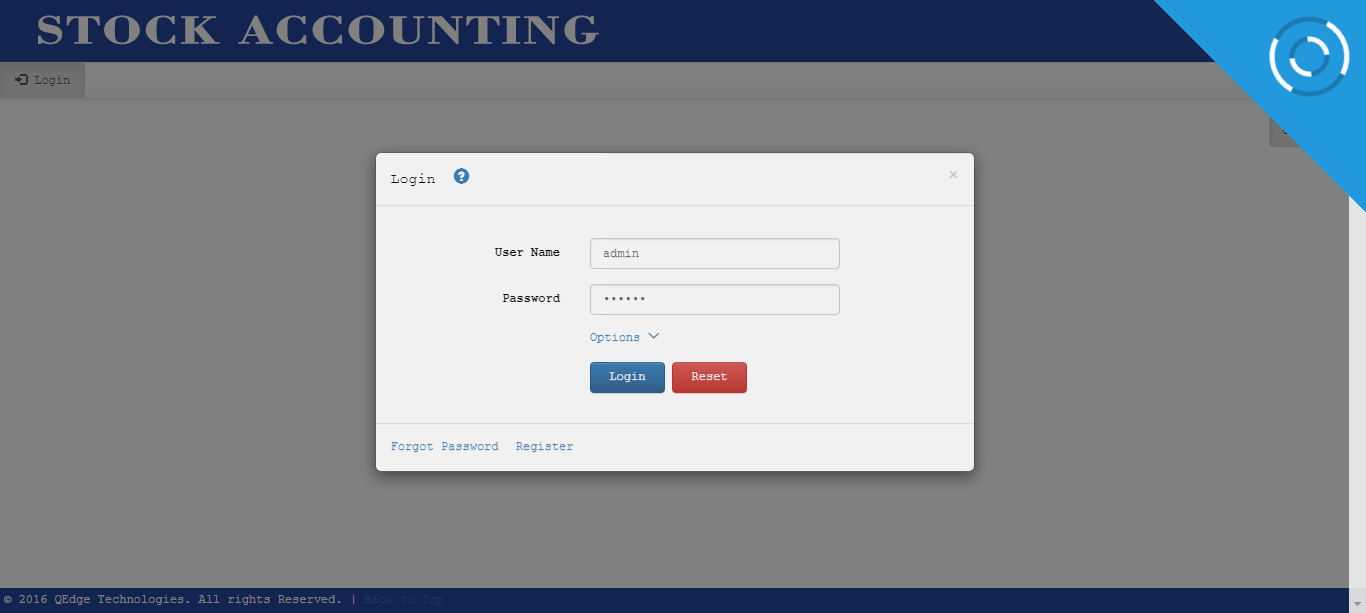 STOCK ACCOUNTING
Login
Login
×
User Name admin
Password ••••••
Options
Login Reset
Forgot Password Register
© 2016 QEdge Technologies. All rights Reserved. | Back to Top